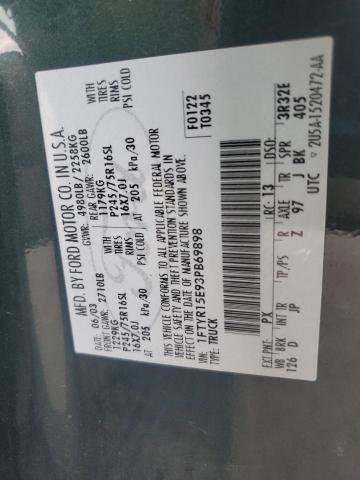 MFD. BY FORD MOTOR CO. IN U.S.A.
DATE: 06/03 GVWR: 4980LB/ 2258KG
FRONT GAWR: 2710LB REAR GAWR: 2600LB
1229KG WITH 1179KG WITH
P245/75R16SL TIRES P245/75R16SL TIRES
16X7.0J RIMS 16X7.0J RIMS
AT 205 kPa/30 PSI COLD AT 205 kPa/30 PSI COLD
THIS VEHICLE CONFORMS TO ALL APPLICABLE FEDERAL MOTOR
VEHICLE SAFETY AND THEFT PREVENTION STANDARDS IN
EFFECT ON THE DATE OF MANUFACTURE SHOWN ABOVE.
VIN: 1FTYR15E93PB69898 F0122
TYPE: TRUCK T0345
EXT PNT: PX RC: 13 DSO: 3R32E
WB BRK INT TR TP/PS R AXLE TR SPR
126 D JP Z 97 J BK 405
UTC 2U5A-1520472-AA